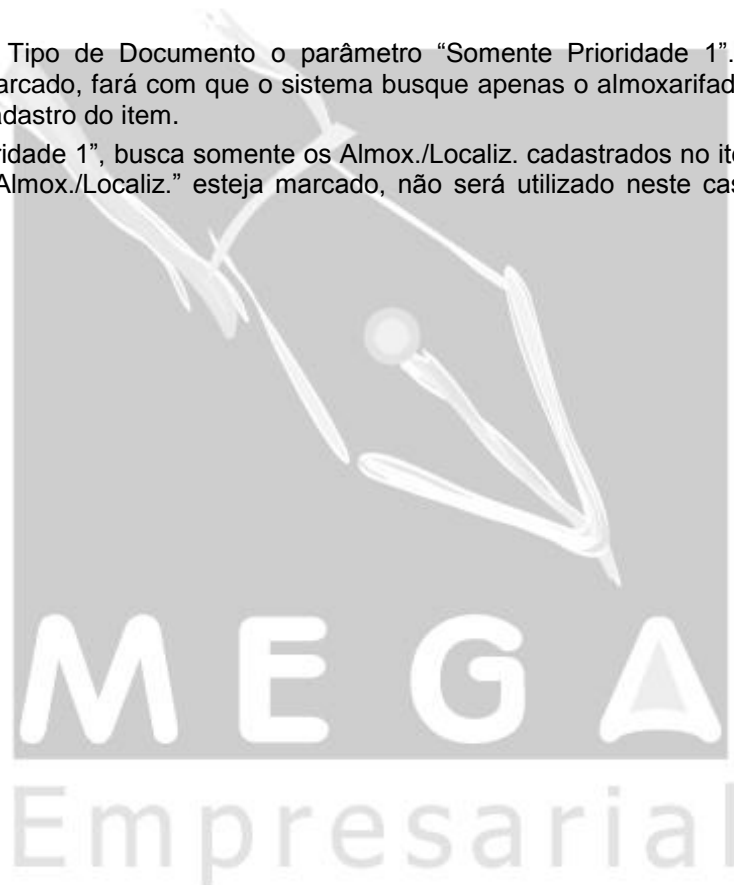 Tipo de Documento o parâmetro “Somente Prioridade 1”.
arcado, fará com que o sistema busque apenas o almoxarifad
adastro do item.
ridade 1”, busca somente os Almox./Localiz. cadastrados no ite
Almox./Localiz.” esteja marcado, não será utilizado neste cas
MEGA
Empresarial